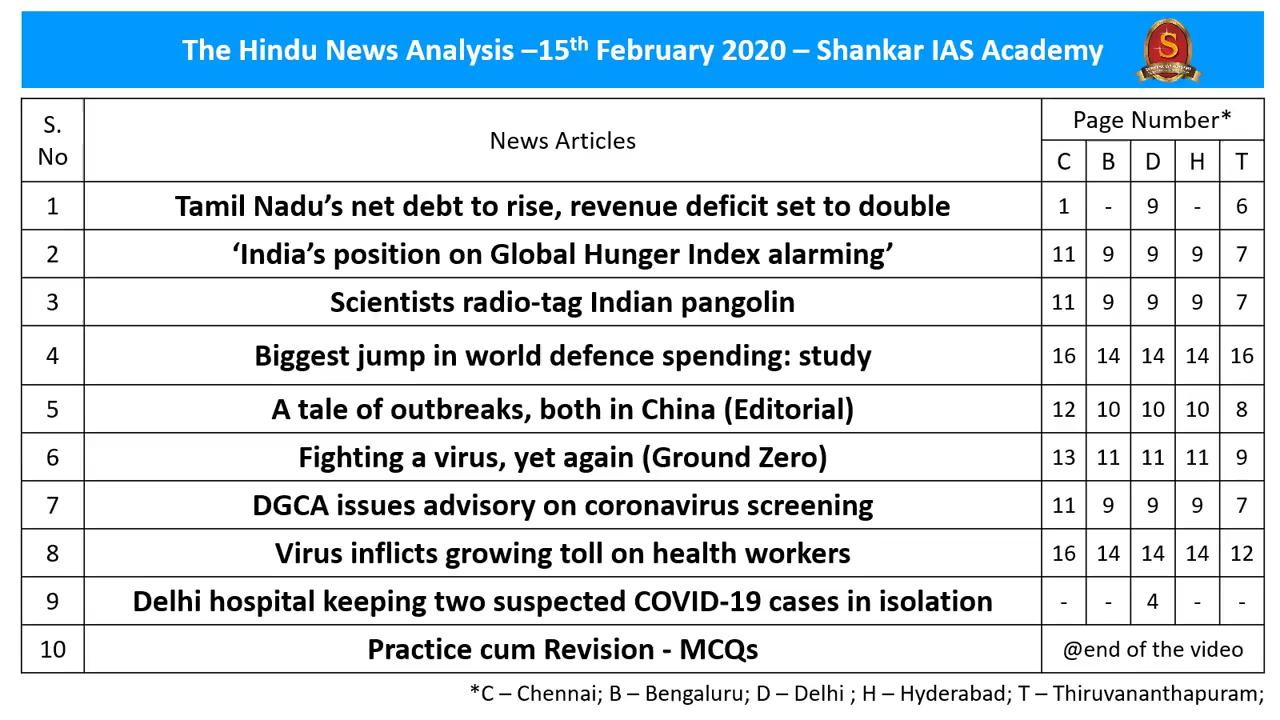 The Hindu News Analysis –15th February 2020 – Shankar IAS Academy
S
S. No News Articles Page Number*
C B D H T
1 Tamil Nadu’s net debt to rise, revenue deficit set to double 1 - 9 - 6
2 ‘India’s position on Global Hunger Index alarming’ 11 9 9 9 7
3 Scientists radio-tag Indian pangolin 11 9 9 9 7
4 Biggest jump in world defence spending: study 16 14 14 14 16
5 A tale of outbreaks, both in China (Editorial) 12 10 10 10 8
6 Fighting a virus, yet again (Ground Zero) 13 11 11 11 9
7 DGCA issues advisory on coronavirus screening 11 9 9 9 7
8 Virus inflicts growing toll on health workers 16 14 14 14 12
9 Delhi hospital keeping two suspected COVID-19 cases in isolation - - 4 - -
10 Practice cum Revision - MCQs @end of the video
*C – Chennai; B – Bengaluru; D – Delhi ; H – Hyderabad; T – Thiruvananthapuram;